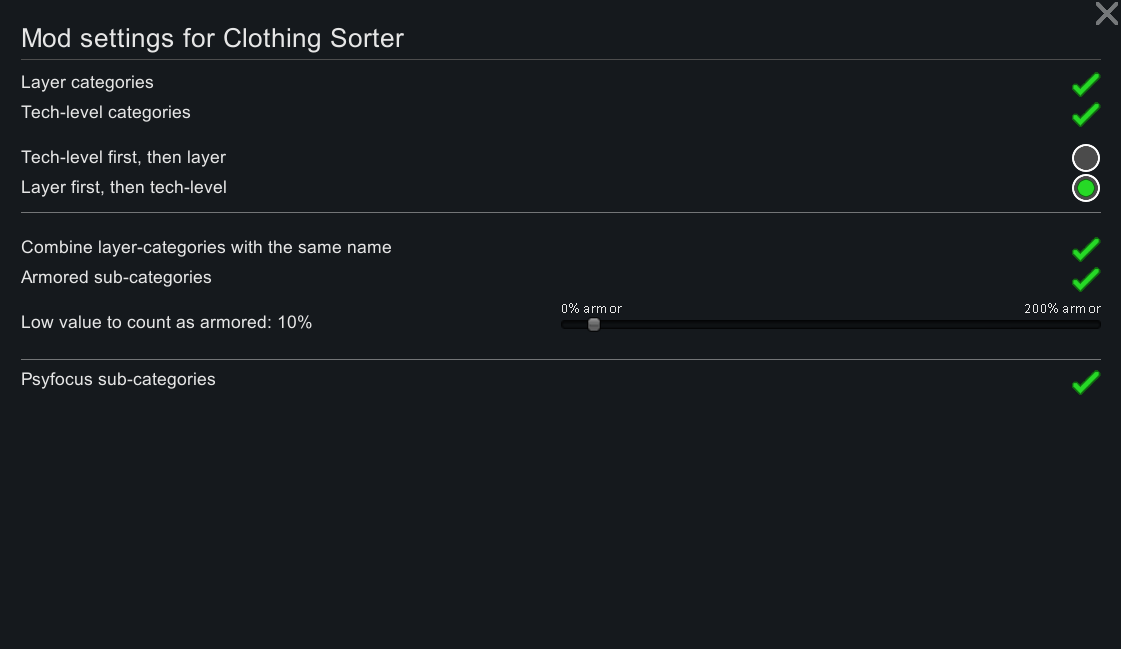 Mod settings for Clothing Sorter
Layer categories
Tech-level categories
Tech-level first, then layer
Layer first, then tech-level
Combine layer-categories with the same name
Armored sub-categories
0% armor 200% armor
Low value to count as armored: 10%
Psyfocus sub-categories